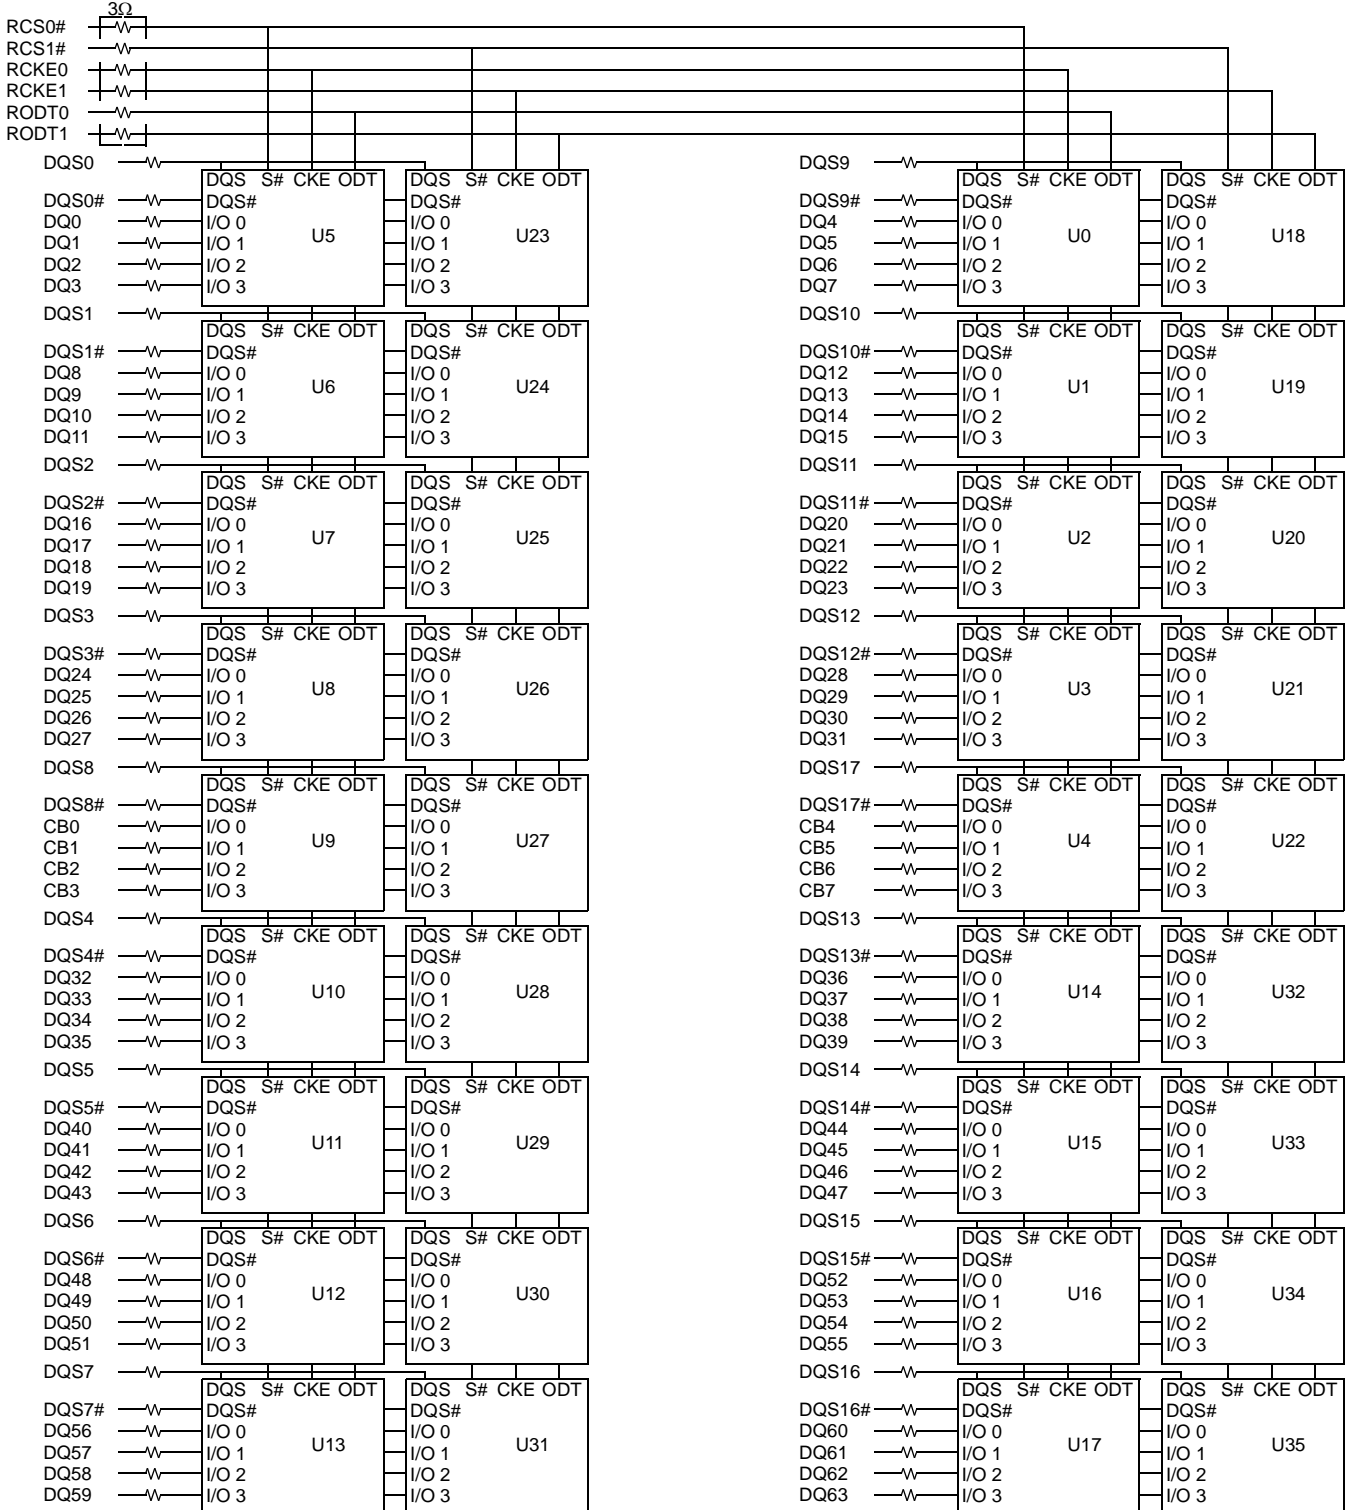 3Ω
RCS0#
RCS1#
RCKE0
RCKE1
RODT0
RODT1
DQS0 DQS9
DQS S# CKE ODT DQS S# CKE ODT DQS S# CKE ODT DQS S# CKE ODT
DQS0# DQS# DQS# DQS9# DQS# DQS#
DQ0 I/O 0 I/O 0 DQ4 I/O 0 I/O 0
U5 U23 U0 U18
DQ1 I/O 1 I/O 1 DQ5 I/O 1 I/O 1
DQ2 I/O 2 I/O 2 DQ6 I/O 2 I/O 2
DQ3 I/O 3 I/O 3 DQ7 I/O 3 I/O 3
DQS1 DQS10
DQS S# CKE ODT DQS S# CKE ODT DQS S# CKE ODT DQS S# CKE ODT
DQS1# DQS# DQS# DQS10# DQS# DQS#
DQ8 I/O 0 I/O 0 DQ12 I/O 0 I/O 0
U6 U24 U1 U19
DQ9 I/O 1 I/O 1 DQ13 I/O 1 I/O 1
DQ10 I/O 2 I/O 2 DQ14 I/O 2 I/O 2
DQ11 I/O 3 I/O 3 DQ15 I/O 3 I/O 3
DQS2 DQS11
DQS S# CKE ODT DQS S# CKE ODT DQS S# CKE ODT DQS S# CKE ODT
DQS2# DQS# DQS# DQS11# DQS# DQS#
DQ16 I/O 0 I/O 0 DQ20 I/O 0 I/O 0
U7 U25 U2 U20
DQ17 I/O 1 I/O 1 DQ21 I/O 1 I/O 1
DQ18 I/O 2 I/O 2 DQ22 I/O 2 I/O 2
DQ19 I/O 3 I/O 3 DQ23 I/O 3 I/O 3
DQS3 DQS12
DQS S# CKE ODT DQS S# CKE ODT DQS S# CKE ODT DQS S# CKE ODT
DQS3# DQS# DQS# DQS12# DQS# DQS#
DQ24 I/O 0 I/O 0 DQ28 I/O 0 I/O 0
U8 U26 U3 U21
DQ25 I/O 1 I/O 1 DQ29 I/O 1 I/O 1
DQ26 I/O 2 I/O 2 DQ30 I/O 2 I/O 2
DQ27 I/O 3 I/O 3 DQ31 I/O 3 I/O 3
DQS8 DQS17
DQS S# CKE ODT DQS S# CKE ODT DQS S# CKE ODT DQS S# CKE ODT
DQS8# DQS# DQS# DQS17# DQS# DQS#
CB0 I/O 0 I/O 0 CB4 I/O 0 I/O 0
U9 U27 U4 U22
CB1 I/O 1 I/O 1 CB5 I/O 1 I/O 1
CB2 I/O 2 I/O 2 CB6 I/O 2 I/O 2
CB3 I/O 3 I/O 3 CB7 I/O 3 I/O 3
DQS4 DQS13
DQS S# CKE ODT DQS S# CKE ODT DQS S# CKE ODT DQS S# CKE ODT
DQS4# DQS# DQS# DQS13# DQS# DQS#
DQ32 I/O 0 I/O 0 DQ36 I/O 0 I/O 0
U10 U28 U14 U32
DQ33 I/O 1 I/O 1 DQ37 I/O 1 I/O 1
DQ34 I/O 2 I/O 2 DQ38 I/O 2 I/O 2
DQ35 I/O 3 I/O 3 DQ39 I/O 3 I/O 3
DQS5 DQS14
DQS S# CKE ODT DQS S# CKE ODT DQS S# CKE ODT DQS S# CKE ODT
DQS5# DQS# DQS# DQS14# DQS# DQS#
DQ40 I/O 0 I/O 0 DQ44 I/O 0 I/O 0
U11 U29 U15 U33
DQ41 I/O 1 I/O 1 DQ45 I/O 1 I/O 1
DQ42 I/O 2 I/O 2 DQ46 I/O 2 I/O 2
DQ43 I/O 3 I/O 3 DQ47 I/O 3 I/O 3
DQS6 DQS15
DQS S# CKE ODT DQS S# CKE ODT DQS S# CKE ODT DQS S# CKE ODT
DQS6# DQS# DQS# DQS15# DQS# DQS#
DQ48 I/O 0 I/O 0 DQ52 I/O 0 I/O 0
U12 U30 U16 U34
DQ49 I/O 1 I/O 1 DQ53 I/O 1 I/O 1
DQ50 I/O 2 I/O 2 DQ54 I/O 2 I/O 2
DQ51 I/O 3 I/O 3 DQ55 I/O 3 I/O 3
DQS7 DQS16
DQS S# CKE ODT DQS S# CKE ODT DQS S# CKE ODT DQS S# CKE ODT
DQS7# DQS# DQS# DQS16# DQS# DQS#
DQ56 I/O 0 I/O 0 DQ60 I/O 0 I/O 0
U13 U31 U17 U35
DQ57 I/O 1 I/O 1 DQ61 I/O 1 I/O 1
DQ58 I/O 2 I/O 2 DQ62 I/O 2 I/O 2
DQ59 I/O 3 I/O 3 DQ63 I/O 3 I/O 3